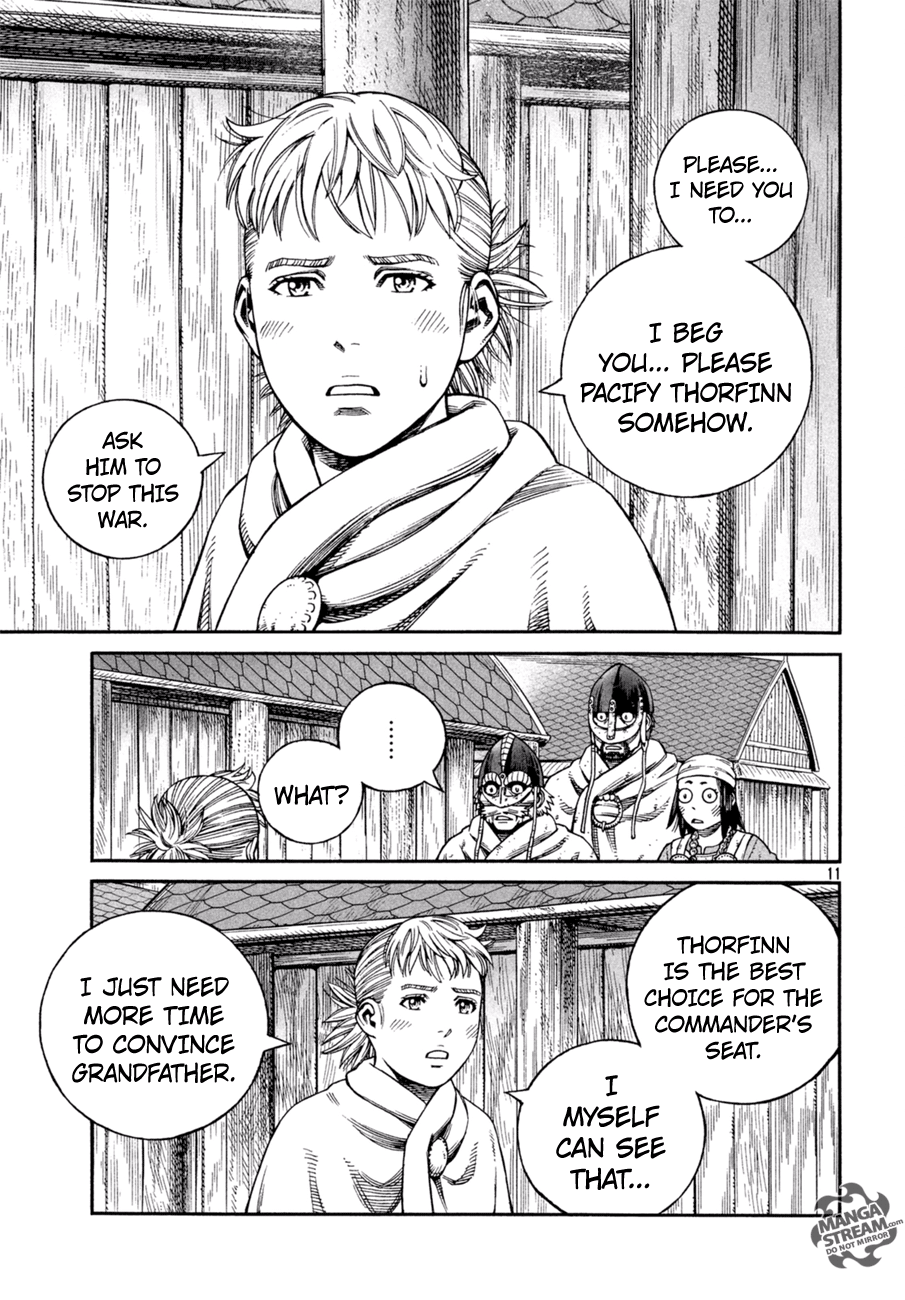 PLEASE...
I NEED YOU
TO...
I BEG
YOU... PLEASE
PACIFY THORFINN
SOMEHOW.
ASK
HIM TO
STOP THIS
WAR.
......
WHAT?
11
THORFINN
IS THE BEST
CHOICE FOR THE
COMMANDER'S
SEAT.
I
MYSELF
CAN SEE
THAT...
I JUST NEED
MORE TIME
TO CONVINCE
GRANDFATHER.
MANGA
STREAM.com
DO NOT MIRROR